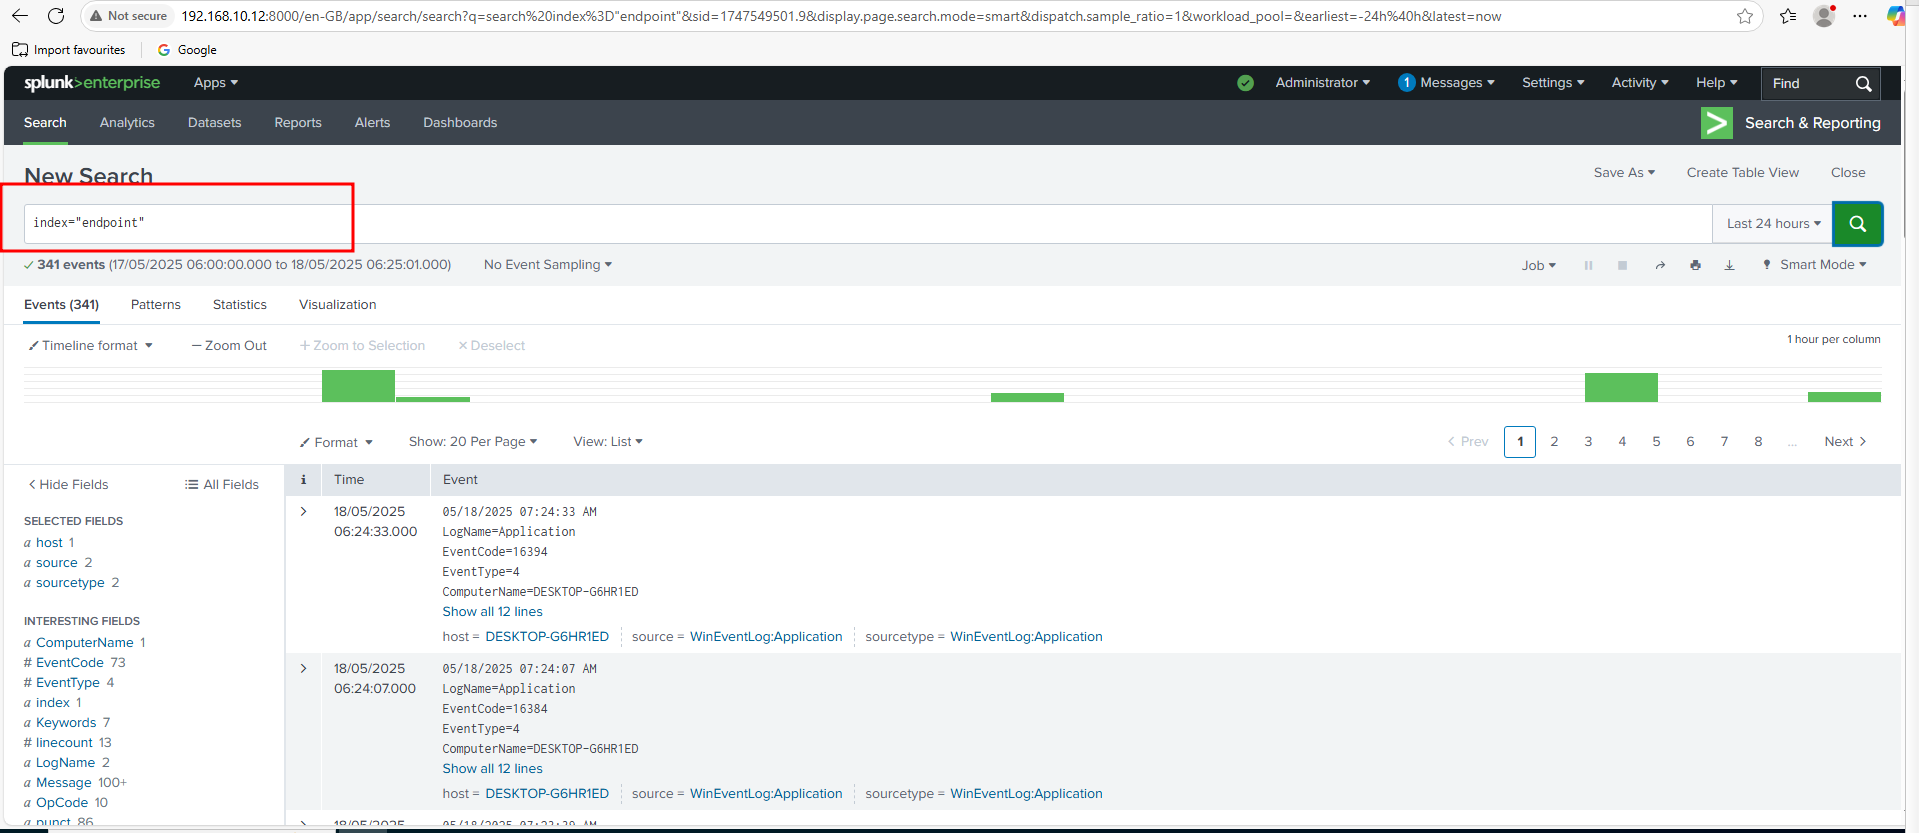 Not secure 192.168.10.12:8000/en-GB/app/search/search?q=search%20index%3D"endpoint"&sid=1747549501.9&display.page.search.mode=smart&dispatch.sample_ratio=1&workload_pool=&earliest=-24h%40h&latest=now
Import favourites Google
splunk>enterprise Apps Administrator 1 Messages Settings Activity Help Find
Search Analytics Datasets Reports Alerts Dashboards Search & Reporting
New Search Save As Create Table View Close
index="endpoint" Last 24 hours
341 events (17/05/2025 06:00:00.000 to 18/05/2025 06:25:01.000) No Event Sampling Job Smart Mode
Events (341) Patterns Statistics Visualization
Timeline format — Zoom Out + Zoom to Selection × Deselect 1 hour per column
Format Show: 20 Per Page View: List < Prev 1 2 3 4 5 6 7 8 ... Next >
< Hide Fields All Fields i Time Event
SELECTED FIELDS
a host 1
a source 2
a sourcetype 2
INTERESTING FIELDS
a ComputerName 1
# EventCode 73
# EventType 4
a index 1
a Keywords 7
# linecount 13
a LogName 2
a Message 100+
a OpCode 10
a punct 86
> 18/05/2025 06:24:33.000
05/18/2025 07:24:33 AM
LogName=Application
EventCode=16394
EventType=4
ComputerName=DESKTOP-G6HR1ED
Show all 12 lines
host = DESKTOP-G6HR1ED source = WinEventLog:Application sourcetype = WinEventLog:Application
> 18/05/2025 06:24:07.000
05/18/2025 07:24:07 AM
LogName=Application
EventCode=16384
EventType=4
ComputerName=DESKTOP-G6HR1ED
Show all 12 lines
host = DESKTOP-G6HR1ED source = WinEventLog:Application sourcetype = WinEventLog:Application
> 18/05/2025